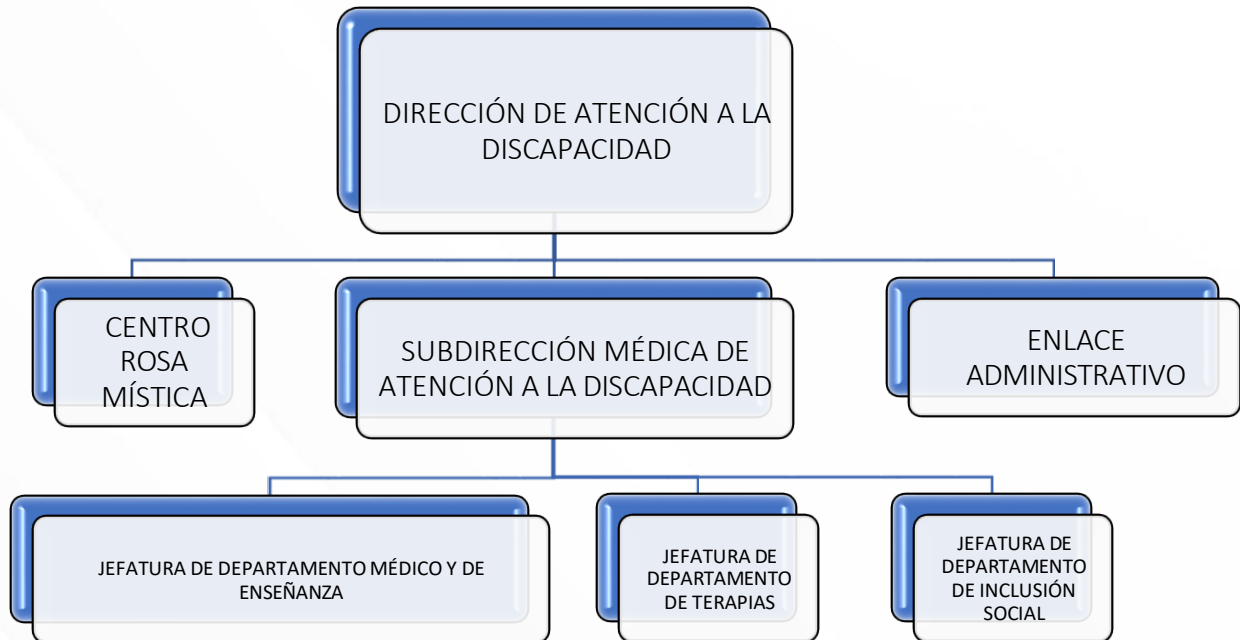 DIRECCIÓN DE ATENCIÓN A LA
DISCAPACIDAD
CENTRO
ROSA
MÍSTICA
SUBDIRECCIÓN MÉDICA DE
ATENCIÓN A LA DISCAPACIDAD
ENLACE
ADMINISTRATIVO
JEFATURA DE DEPARTAMENTO MÉDICO Y DE
ENSEÑANZA
JEFATURA DE
DEPARTAMENTO
DE TERAPIAS
JEFATURA DE
DEPARTAMENTO
DE INCLUSIÓN
SOCIAL